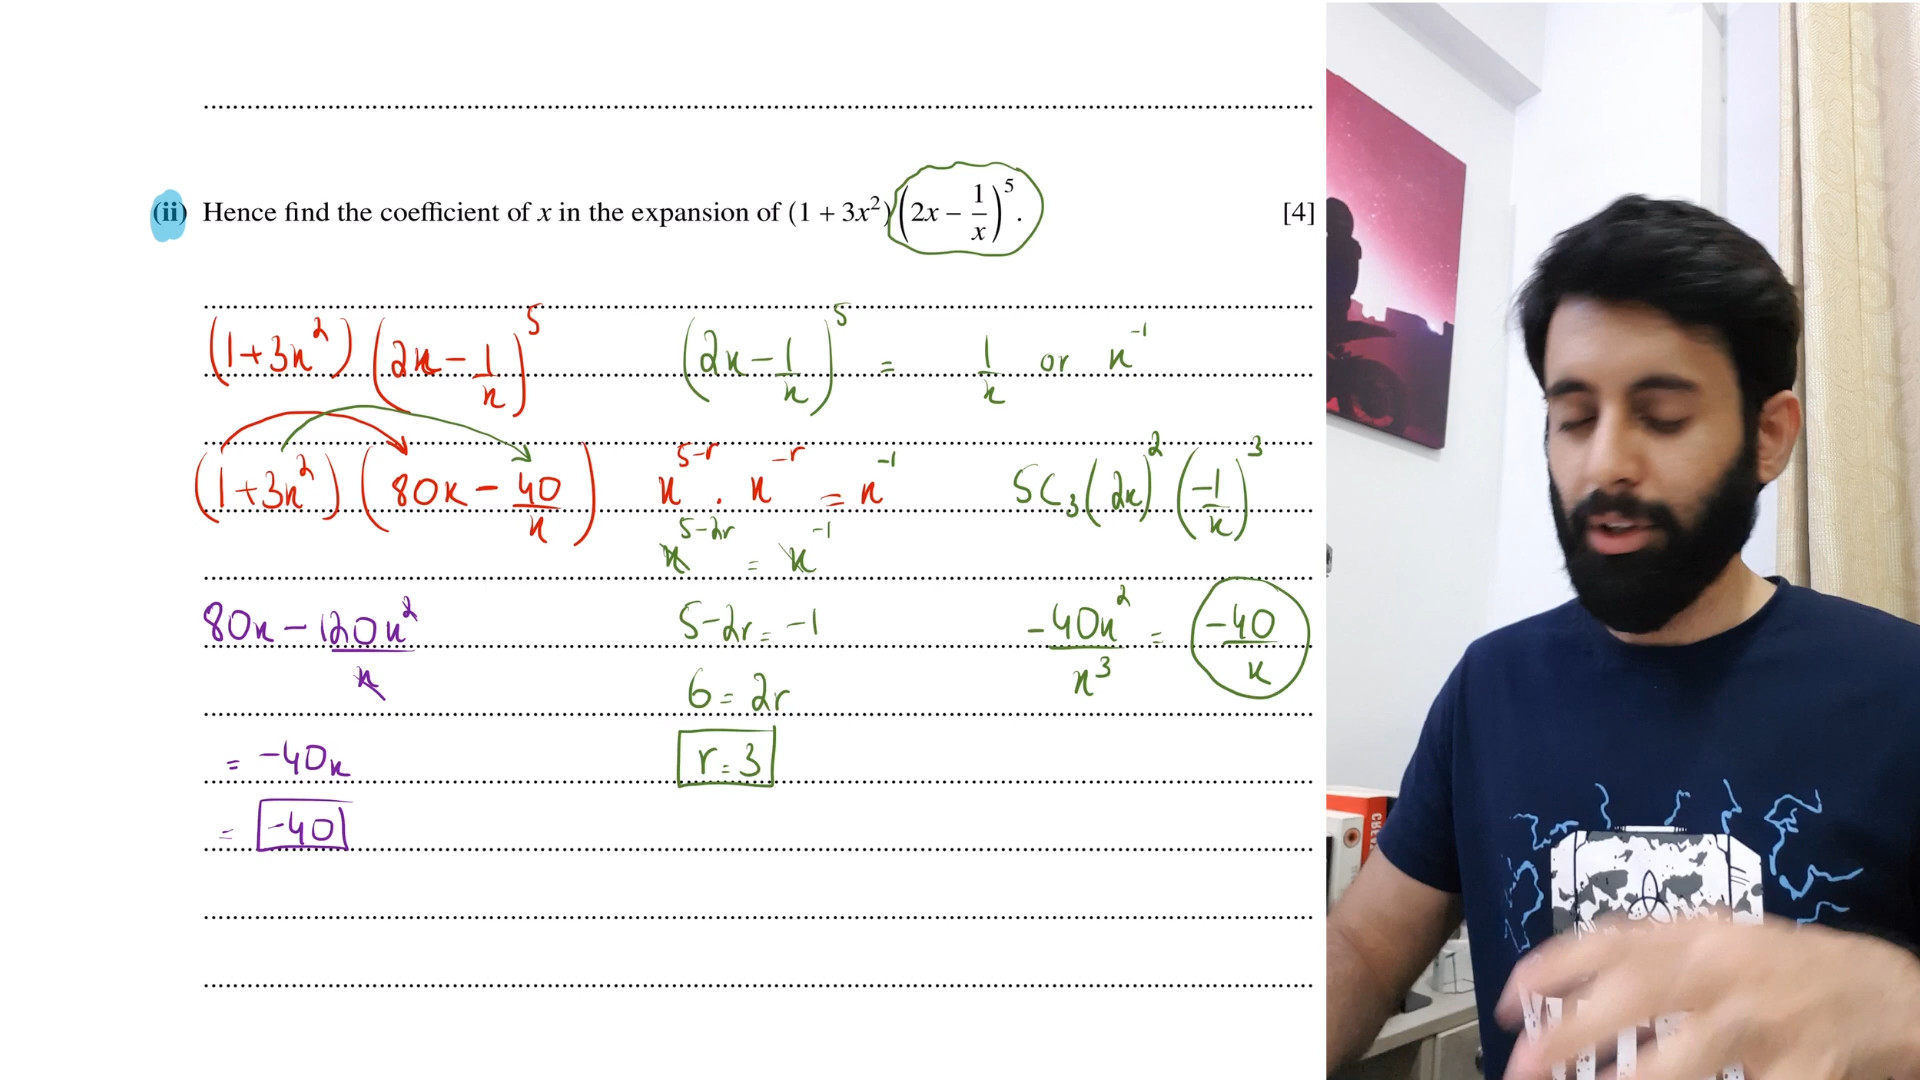 (ii) Hence find the coefficient of x in the expansion of (1 + 3x²)(2x − 1/x)⁵. [4]
(1+3x²)(2x − 1/x)⁵
(1+3x²)(80x − 40/x)
80x − 120x²/x
= -40x
= -40
(2x − 1/x)⁵ = 1/x or x⁻¹
x⁵⁻ʳ . x⁻ʳ = x⁻¹
x⁵⁻²ʳ = x⁻¹
5-2r = -1
6 = 2r
r = 3
5C₃(2x)²(-1/x)³
-40x²/x³ = -40/x